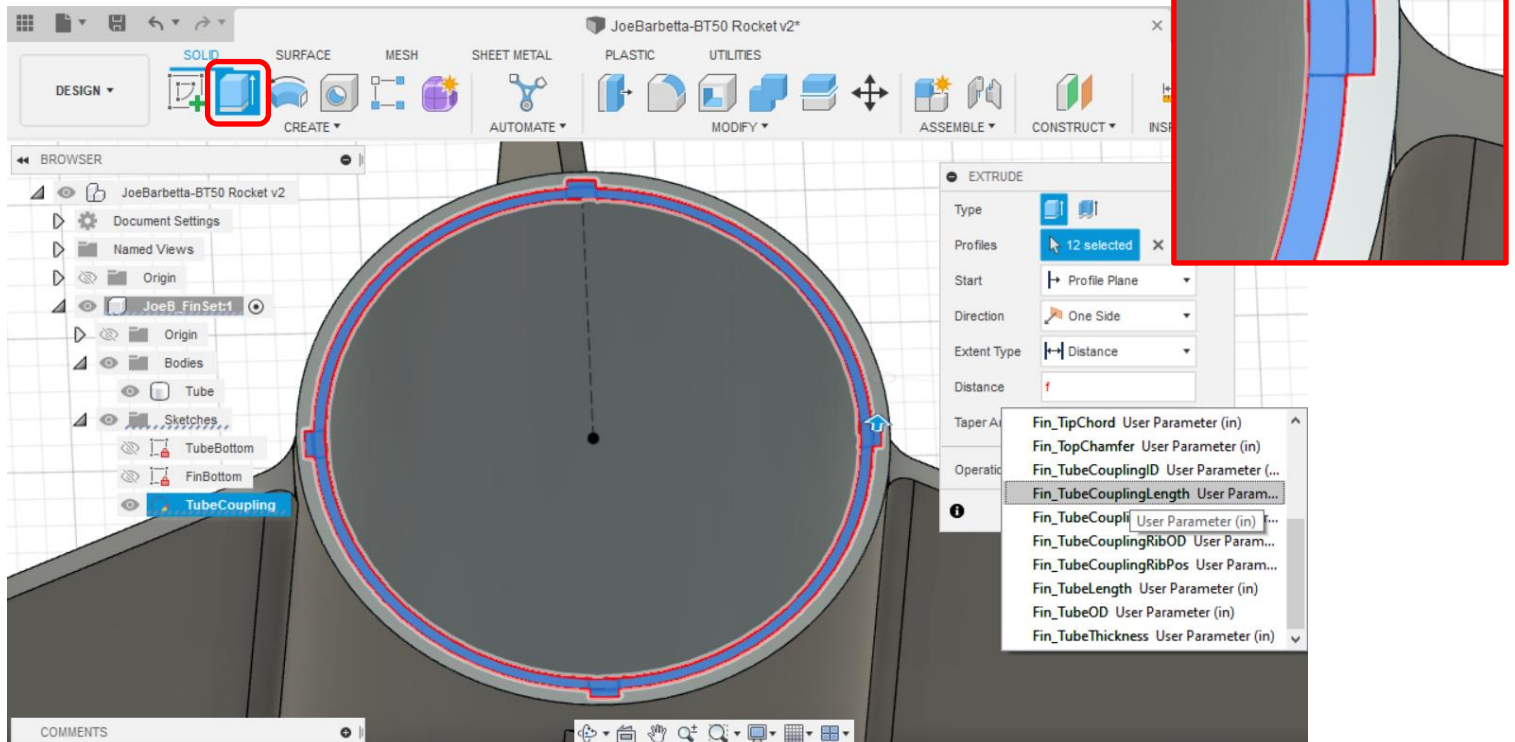 JoeBarbetta-BT50 Rocket v2*
SOLID SURFACE MESH SHEET METAL PLASTIC UTILITIES
DESIGN
CREATE AUTOMATE MODIFY ASSEMBLE CONSTRUCT INSP
BROWSER
JoeBarbetta-BT50 Rocket v2
Document Settings
Named Views
Origin
JoeB_FinSet:1
Origin
Bodies
Tube
Sketches
TubeBottom
FinBottom
TubeCoupling
EXTRUDE
Type
Profiles 12 selected
Start Profile Plane
Direction One Side
Extent Type Distance
Distance f
Taper A
Operatio
Fin_TipChord User Parameter (in)
Fin_TopChamfer User Parameter (in)
Fin_TubeCouplingID User Parameter (...
Fin_TubeCouplingLength User Param...
Fin_TubeCoupli
User Parameter (in)
Fin_TubeCouplingRibOD User Param...
Fin_TubeCouplingRibPos User Param...
Fin_TubeLength User Parameter (in)
Fin_TubeOD User Parameter (in)
Fin_TubeThickness User Parameter (in)
COMMENTS